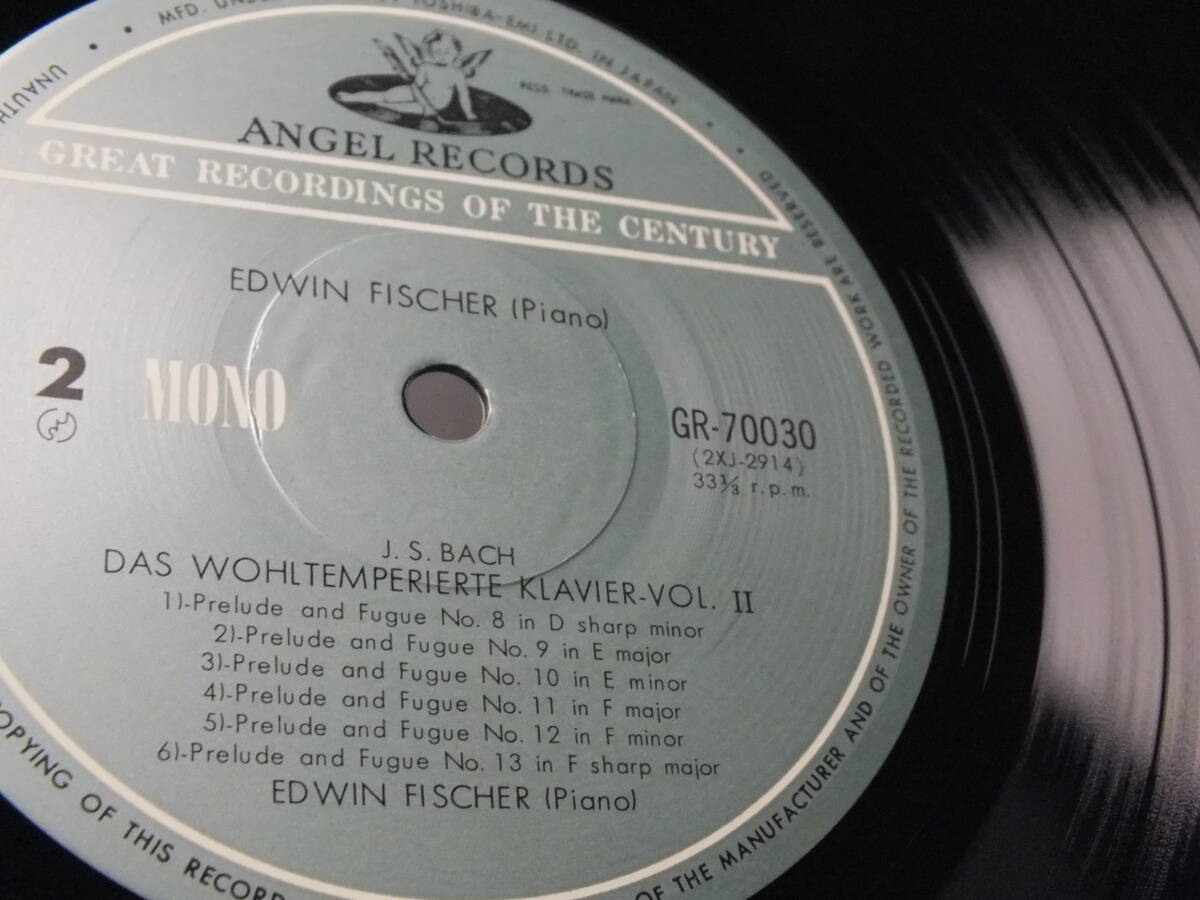 MFD. TOSHIBA-EMI LTD. IN JAPAN
REGD. TRADE MARK
ANGEL RECORDS
GREAT RECORDINGS OF THE CENTURY
EDWIN FISCHER (Piano)
2
MONO
GR-70030
(2XJ-2914)
33⅓ r.p.m.
J. S. BACH
DAS WOHLTEMPERIERTE KLAVIER-VOL. II
1)-Prelude and Fugue No. 8 in D sharp minor
2)-Prelude and Fugue No. 9 in E major
3)-Prelude and Fugue No. 10 in E minor
4)-Prelude and Fugue No. 11 in F major
5)-Prelude and Fugue No. 12 in F minor
6)-Prelude and Fugue No. 13 in F sharp major
EDWIN FISCHER (Piano)
OF THE MANUFACTURER AND OF THE OWNER OF THE RECORDED WORK ARE RESERVED
UNAUTH
OPYING OF THIS RECOR